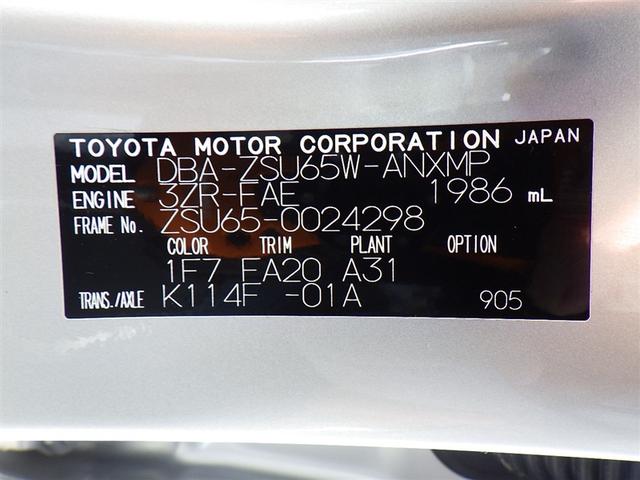 TOYOTA MOTOR CORPORATION JAPAN
MODEL DBA-ZSU65W-ANXMP
ENGINE 3ZR-FAE 1986 mL
FRAME No. ZSU65-0024298
COLOR TRIM PLANT OPTION
1F7 FA20 A31
TRANS./AXLE K114F -01A 905